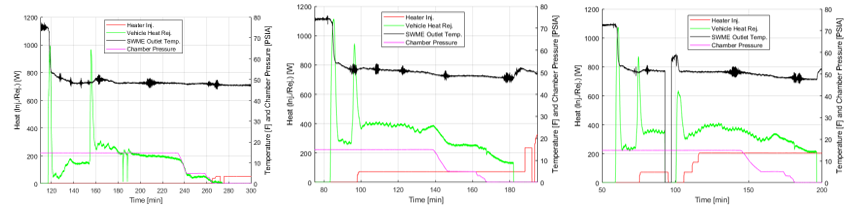 1200
1000
800
600
400
200
0
Heat (Inj./Rej.) [W]
110 120 140 160 180 200 220 240 260 280 300
Time [min]
80
70
60
50
40
30
20
10
0
Temperature [F] and Chamber Pressure [PSIA]
Heater Inj.
Vehicle Heat Rej.
SWME Outlet Temp.
Chamber Pressure
1200
1000
800
600
400
200
0
Heat (Inj./Rej.) [W]
80 100 120 140 160 180
Time [min]
80
70
60
50
40
30
20
10
0
Temperature [F] and Chamber Pressure [PSIA]
Heater Inj.
Vehicle Heat Rej.
SWME Outlet Temp.
Chamber Pressure
1200
1000
800
600
400
200
0
Heat (Inj./Rej.) [W]
50 100 150 200
Time [min]
80
70
60
50
40
30
20
10
0
Temperature [F] and Chamber Pressure [PSIA]
Heater Inj.
Vehicle Heat Rej.
SWME Outlet Temp.
Chamber Pressure